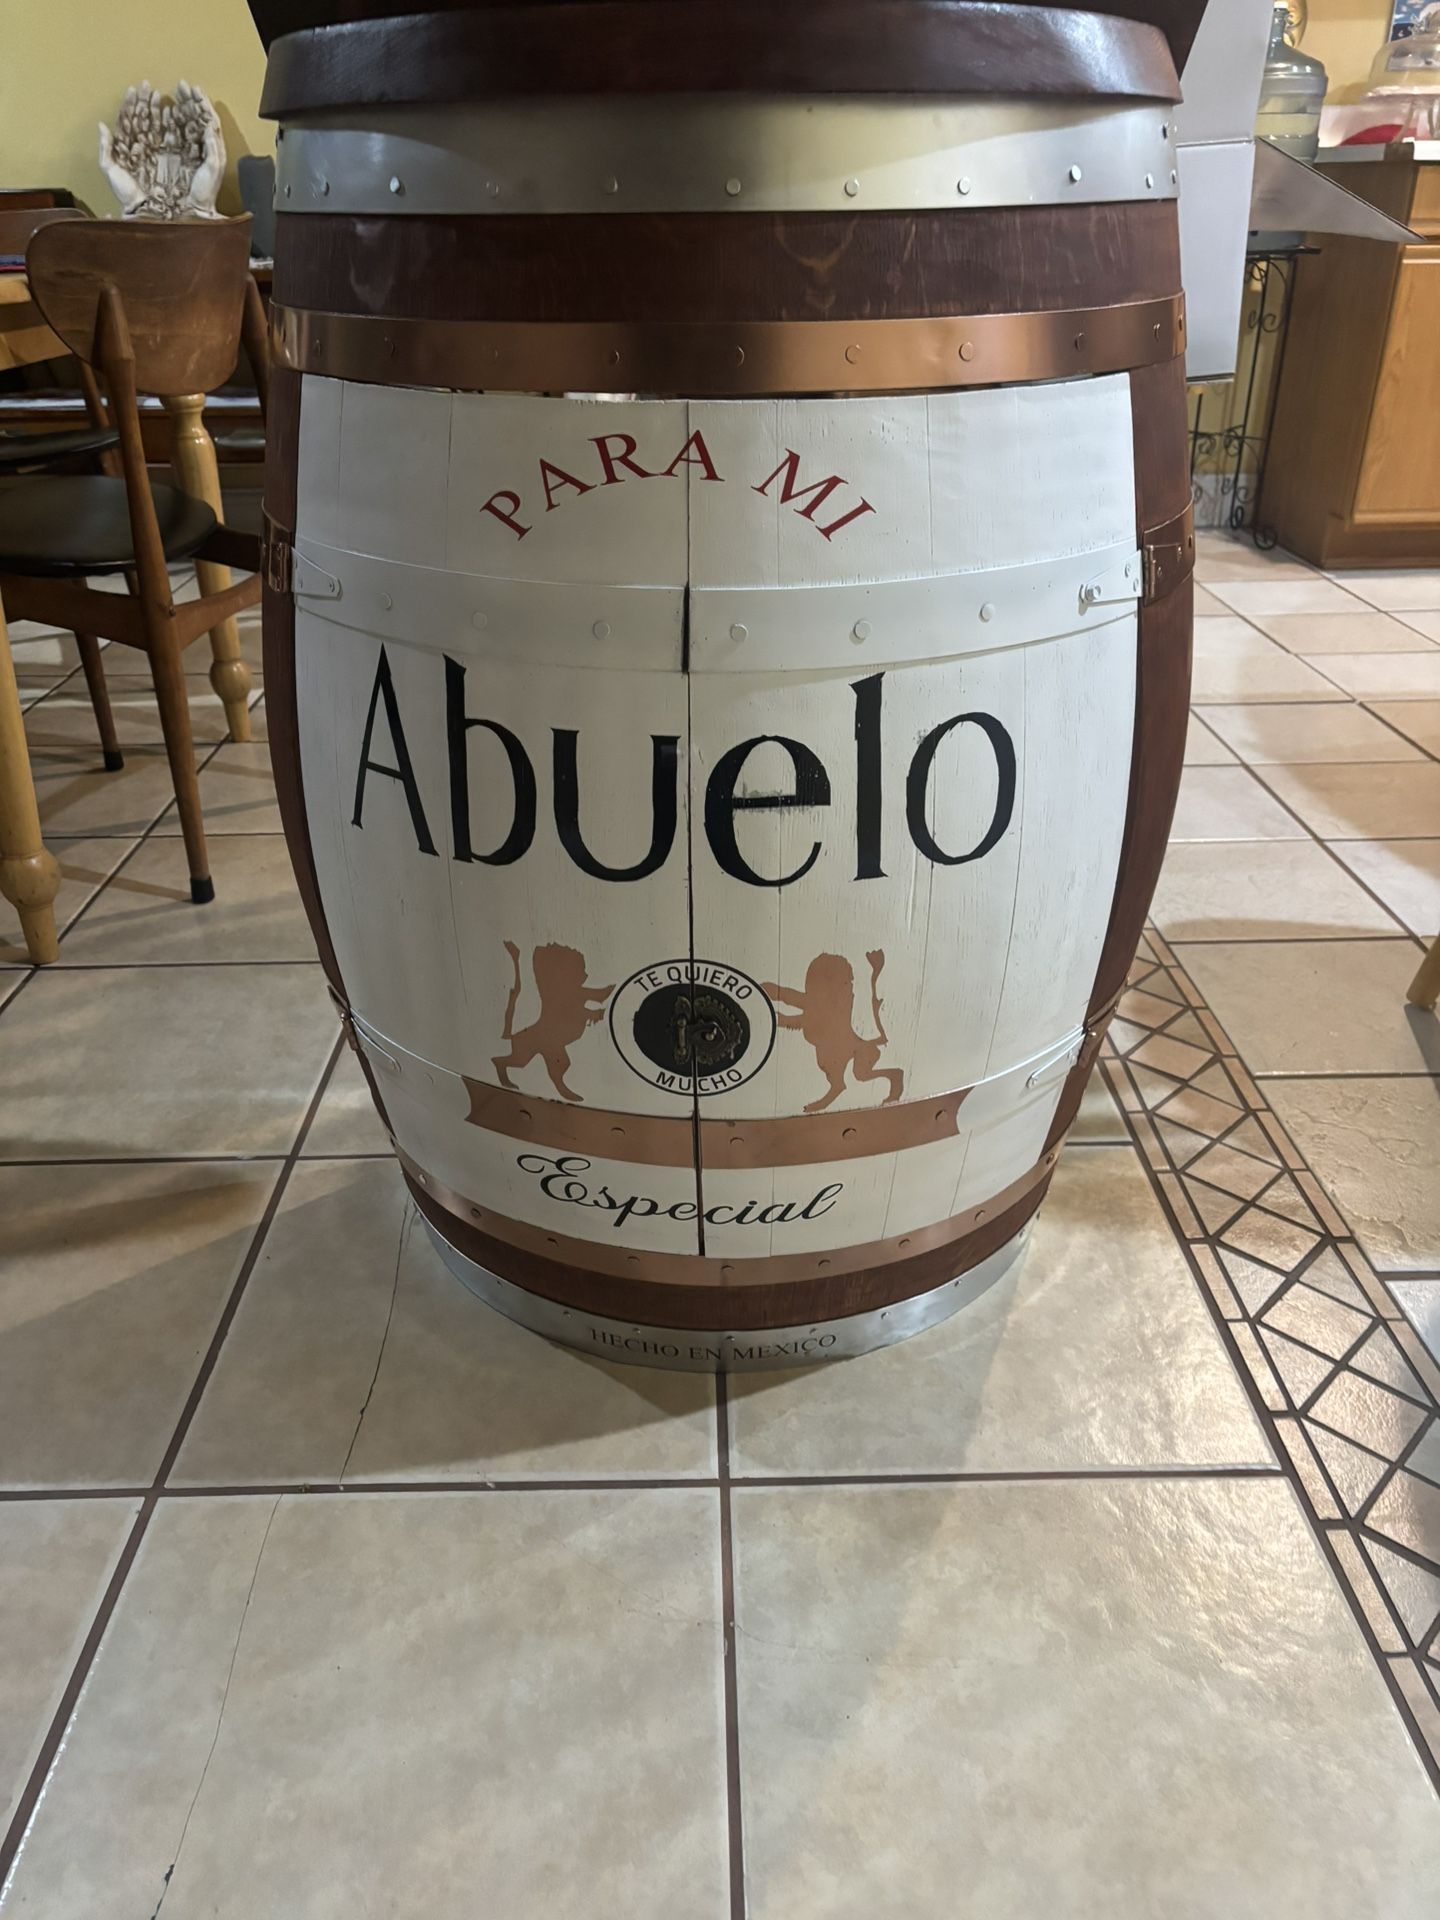 PARA MI
Abuelo
TE QUIERO
MUCHO
Especial
HECHO EN MEXICO